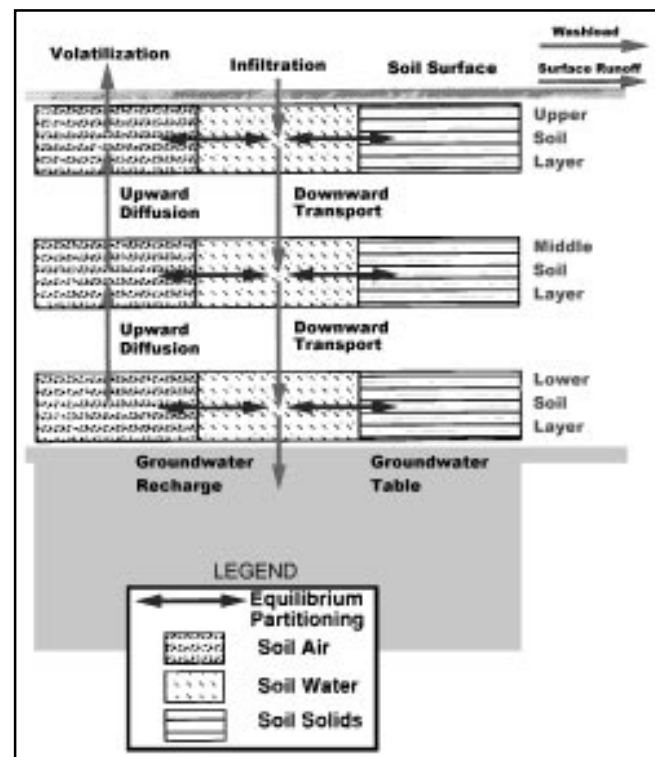 Washload
Volatilization
Infiltration
Soil Surface
Surface Runoff
Upper
Soil
Layer
Upward
Diffusion
Downward
Transport
Middle
Soil
Layer
Upward
Diffusion
Downward
Transport
Lower
Soil
Layer
Groundwater
Recharge
Groundwater
Table
LEGEND
Equilibrium
Partitioning
Soil Air
Soil Water
Soil Solids